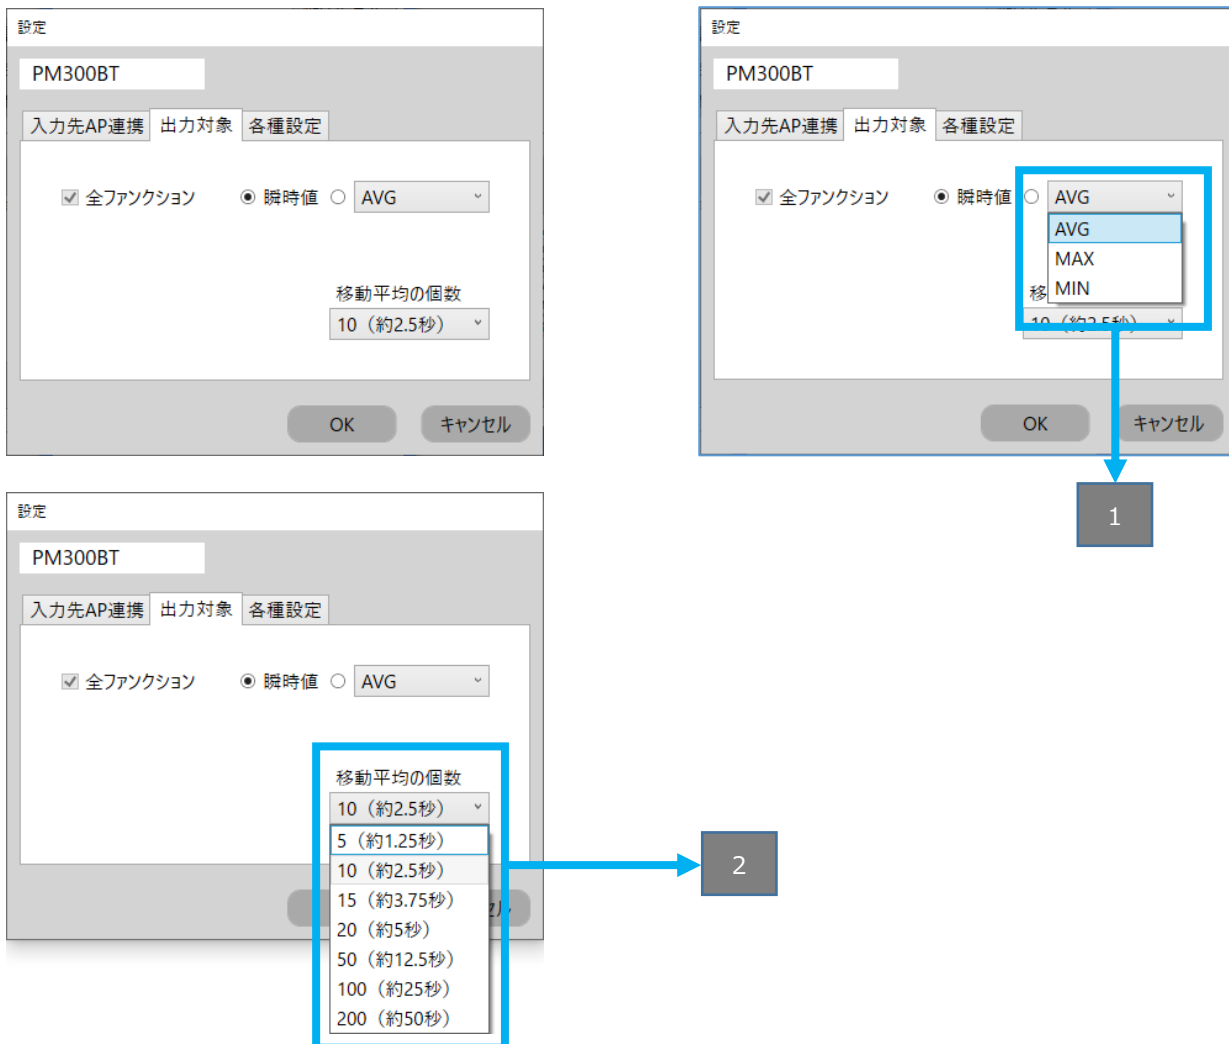 設定
PM300BT
入力先AP連携 出力対象 各種設定
全ファンクション 瞬時値 AVG
移動平均の個数
10（約2.5秒）
OK キャンセル
設定
PM300BT
入力先AP連携 出力対象 各種設定
全ファンクション 瞬時値 AVG
AVG
MAX
移 MIN
10（約2.5秒）
OK キャンセル
1
設定
PM300BT
入力先AP連携 出力対象 各種設定
全ファンクション 瞬時値 AVG
移動平均の個数
10（約2.5秒）
5（約1.25秒）
10（約2.5秒）
15（約3.75秒）
20（約5秒）
50（約12.5秒）
100（約25秒）
200（約50秒）
2